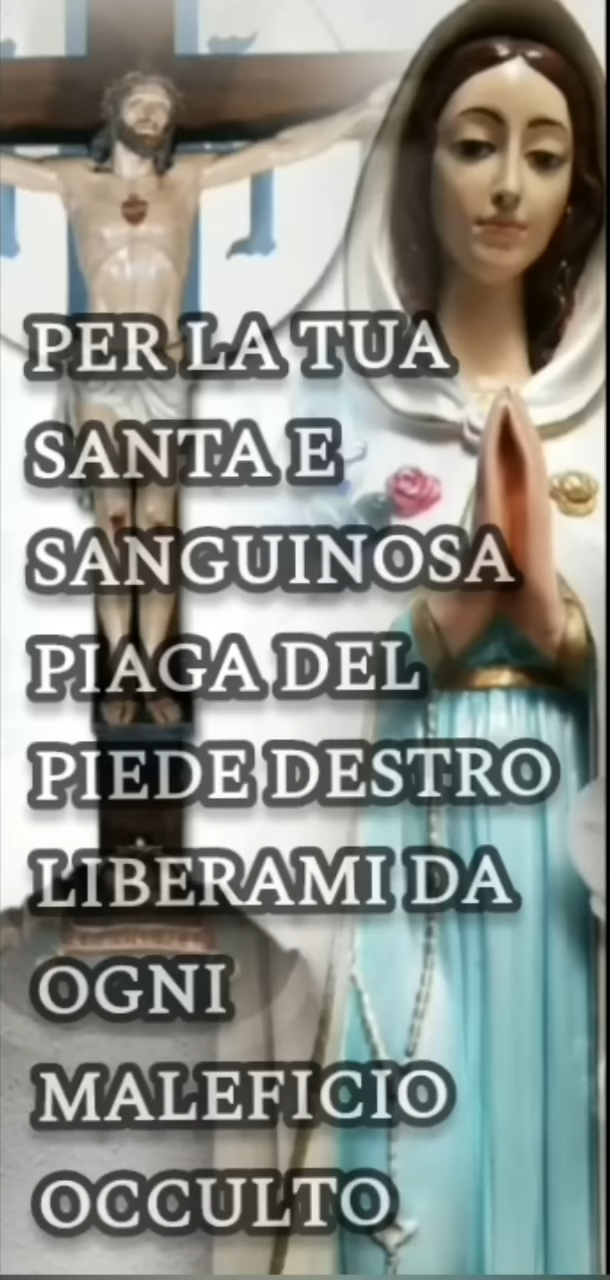 PER LA TUA
SANTA E
SANGUINOSA
PIAGA DEL
PIEDE DESTRO
LIBERAMI DA
OGNI
MALEFICIO
OCCULTO